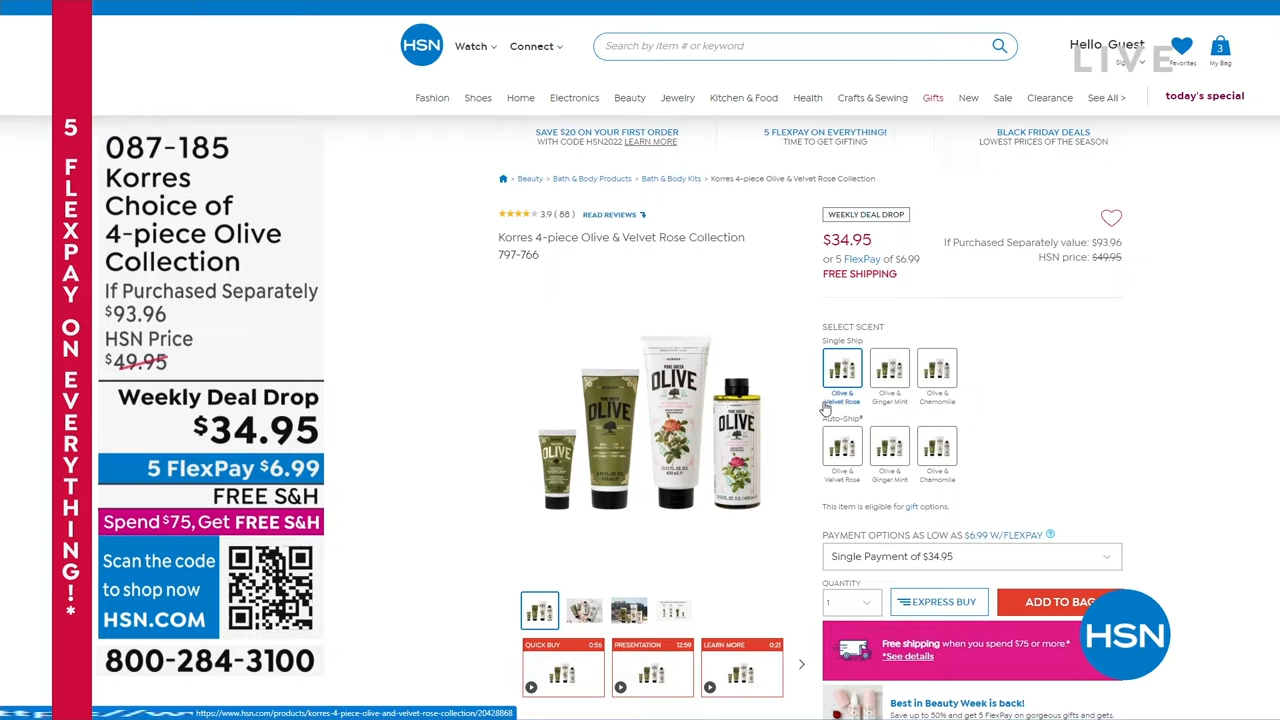 5 FLEXPAY ON EVERYTHING!*
087-185
Korres
Choice of
4-piece Olive
Collection
If Purchased Separately
$93.96
HSN Price
$49.95
Weekly Deal Drop
$34.95
5 FlexPay $6.99
FREE S&H
Spend $75, Get FREE S&H
Scan the code
to shop now
HSN.COM
800-284-3100
HSN
Watch
Connect
Search by item # or keyword
Hello, Guest
LIVE
Favorites
3
My Bag
Fashion Shoes Home Electronics Beauty Jewelry Kitchen & Food Health Crafts & Sewing Gifts New Sale Clearance See All > today's special
SAVE $20 ON YOUR FIRST ORDER
WITH CODE HSN2022 LEARN MORE
5 FLEXPAY ON EVERYTHING!
TIME TO GIFTING
BLACK FRIDAY DEALS
LOWEST PRICES OF THE SEASON
> Beauty > Bath & Body Products > Bath & Body Kits > Korres 4-piece Olive & Velvet Rose Collection
3.9 ( 88 ) READ REVIEWS
Korres 4-piece Olive & Velvet Rose Collection
797-766
OLIVE
OLIVE
KORRES
PURE GREEK
OLIVE
PURE GREEK
OLIVE
QUICK BUY 0:56
PRESENTATION 12:59
LEARN MORE 0:21
WEEKLY DEAL DROP
$34.95
or 5 FlexPay of $6.99
FREE SHIPPING
If Purchased Separately value: $93.96
HSN price: $49.95
SELECT SCENT
Single Ship
Olive &
Velvet Rose
Olive &
Ginger Mint
Olive &
Chamomile
Auto-Ship®
Olive &
Velvet Rose
Olive &
Ginger Mint
Olive &
Chamomile
This item is eligible for gift options.
PAYMENT OPTIONS AS LOW AS $6.99 W/FLEXPAY ?
Single Payment of $34.95
QUANTITY
1
EXPRESS BUY
ADD TO BAG
HSN
Free shipping when you spend $75 or more.*
*See details
Best in Beauty Week is back!
Save up to 50% and get 5 FlexPay on gorgeous gifts and gets.
https://www.hsn.com/products/korres-4-piece-olive-and-velvet-rose-collection/20428868